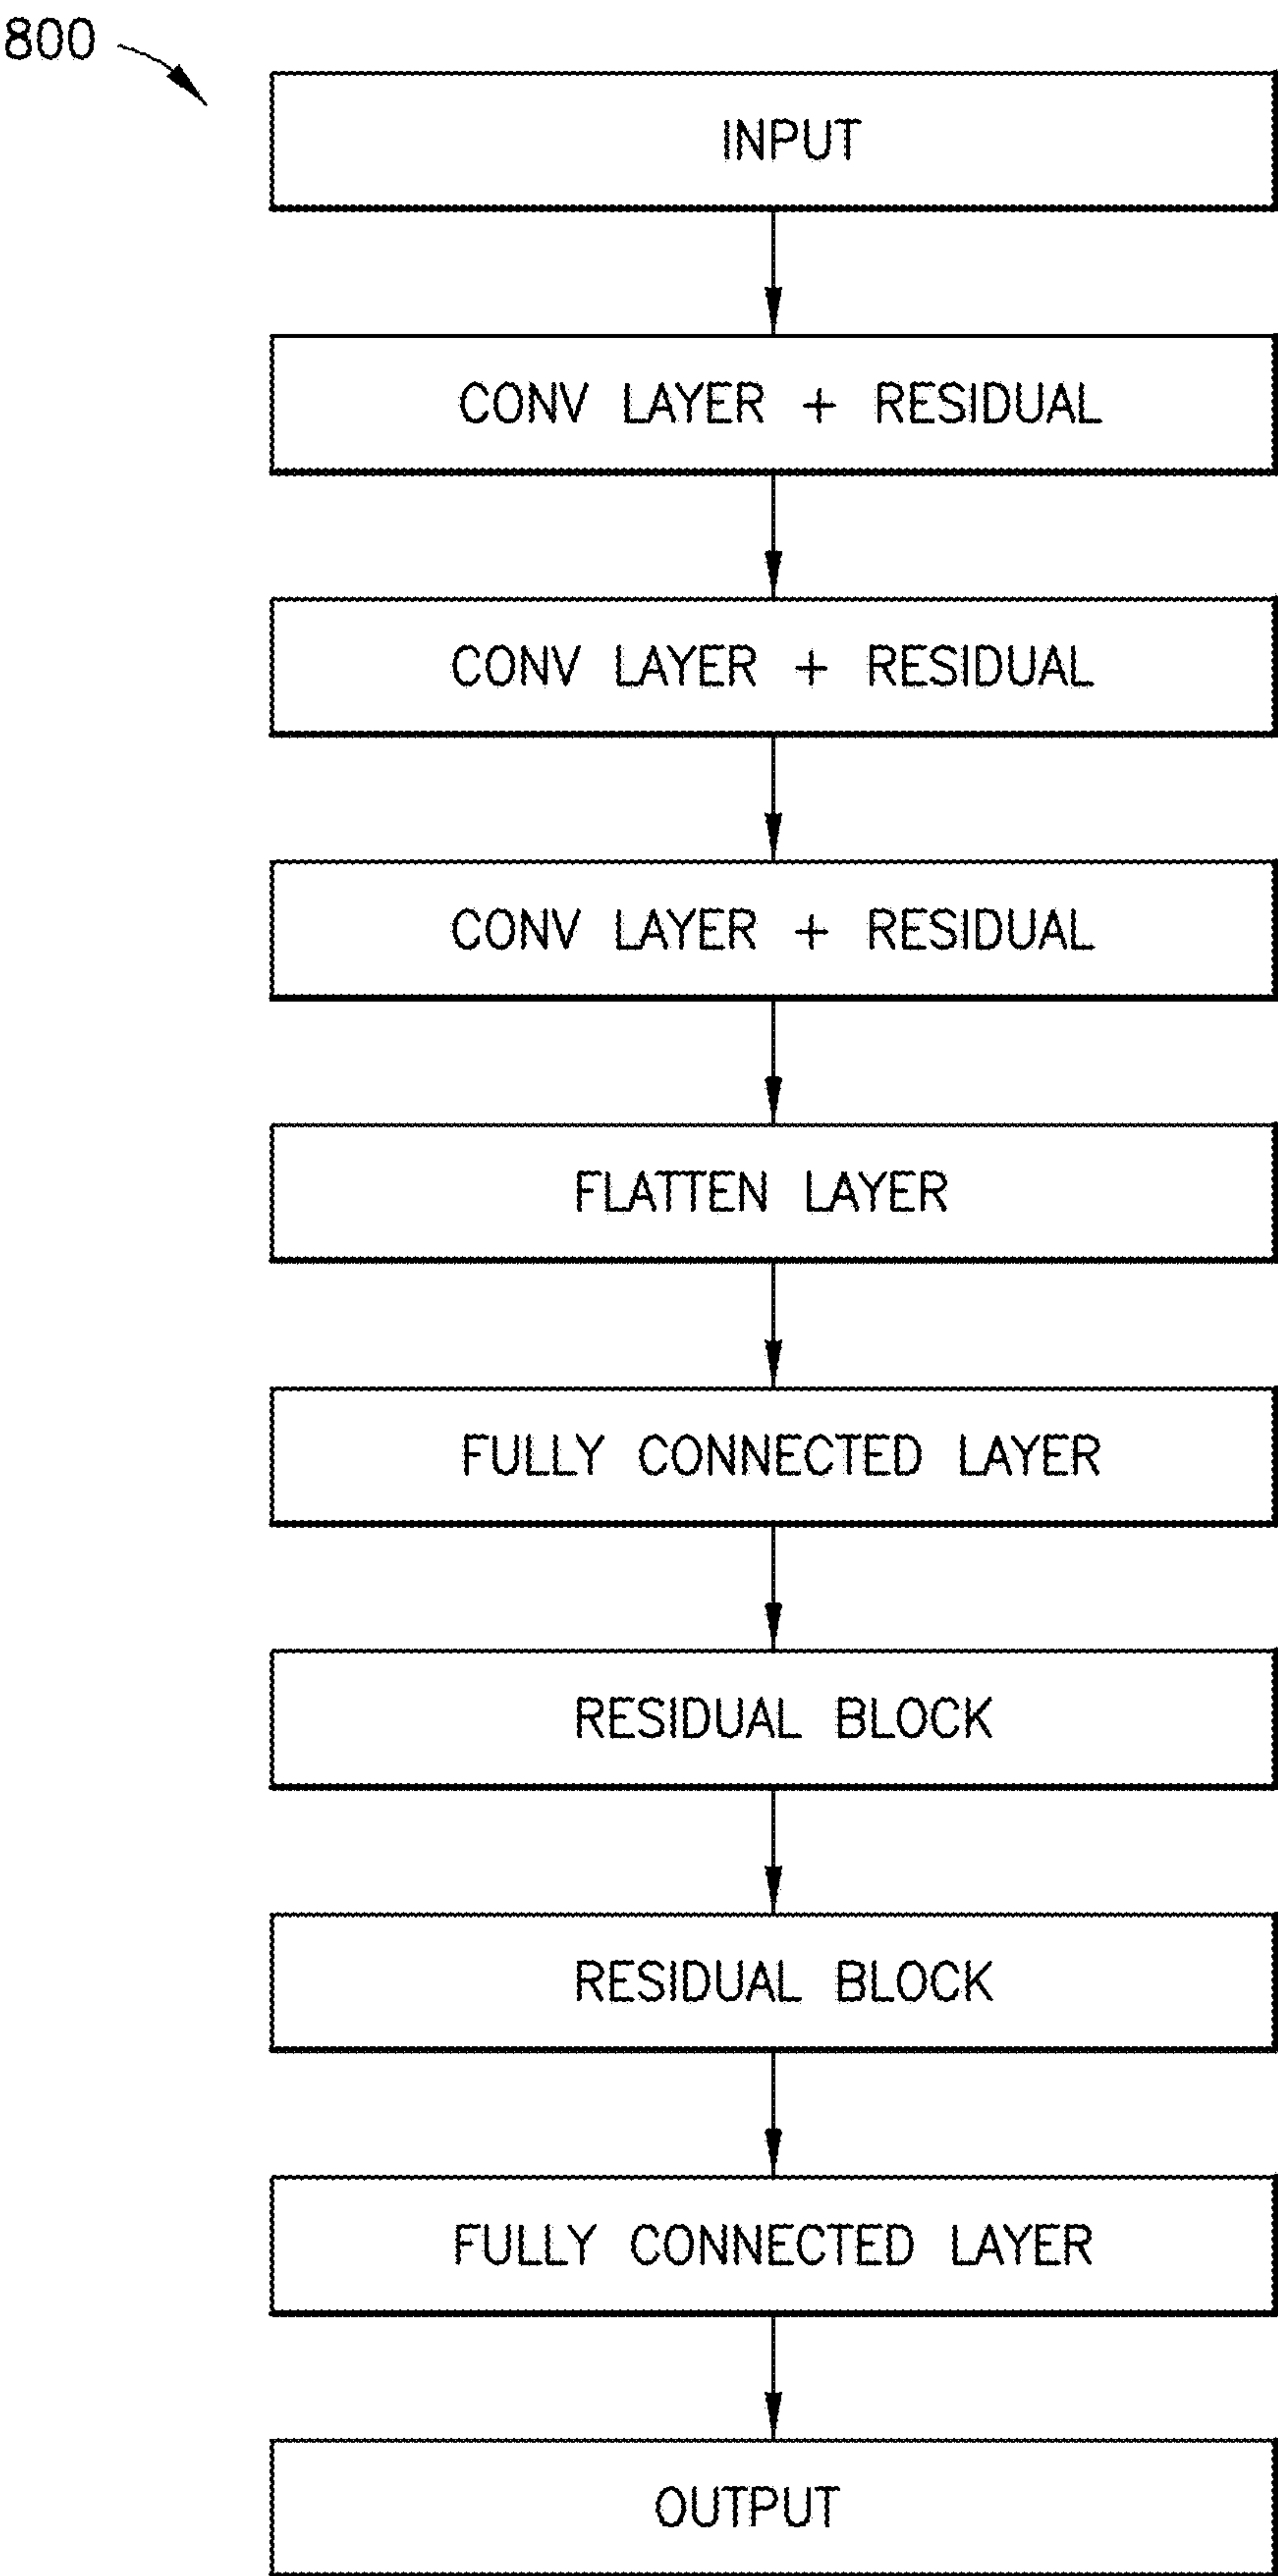 800
INPUT
CONV LAYER + RESIDUAL
CONV LAYER + RESIDUAL
CONV LAYER + RESIDUAL
FLATTEN LAYER
FULLY CONNECTED LAYER
RESIDUAL BLOCK
RESIDUAL BLOCK
FULLY CONNECTED LAYER
OUTPUT